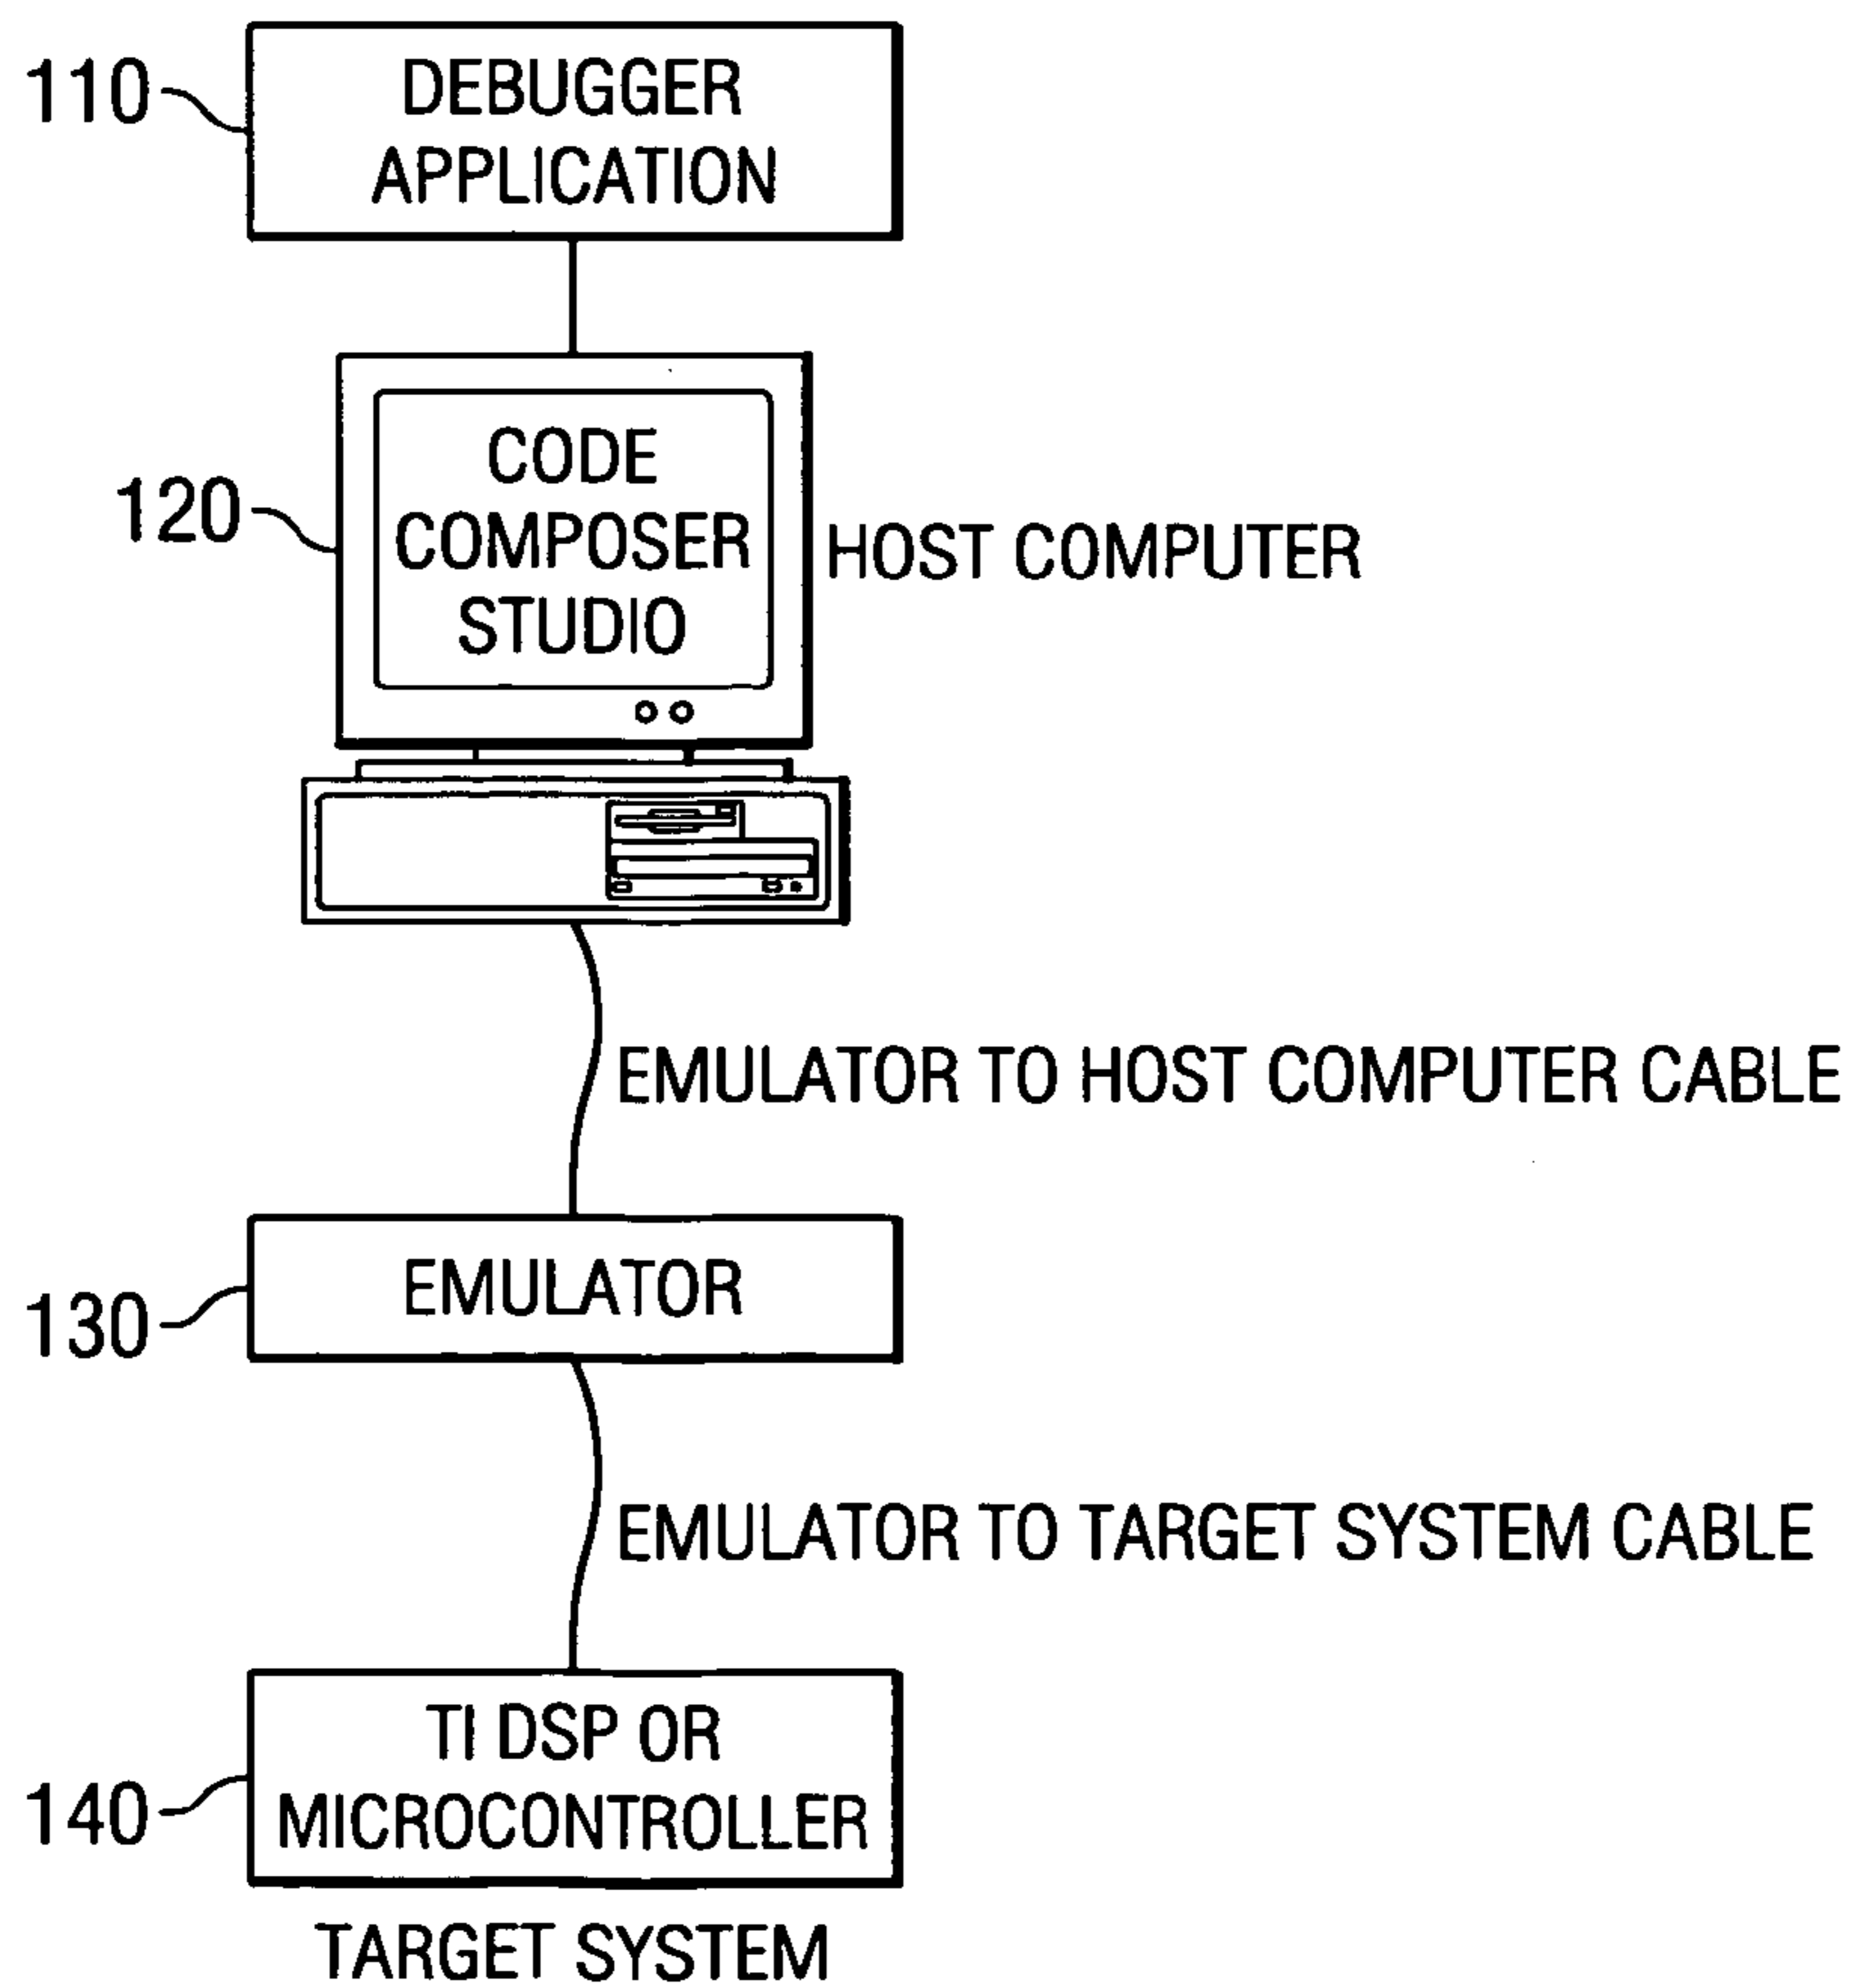 110
DEBUGGER
APPLICATION
120
CODE
COMPOSER
STUDIO
HOST COMPUTER
EMULATOR TO HOST COMPUTER CABLE
130
EMULATOR
EMULATOR TO TARGET SYSTEM CABLE
140
TI DSP OR
MICROCONTROLLER
TARGET SYSTEM